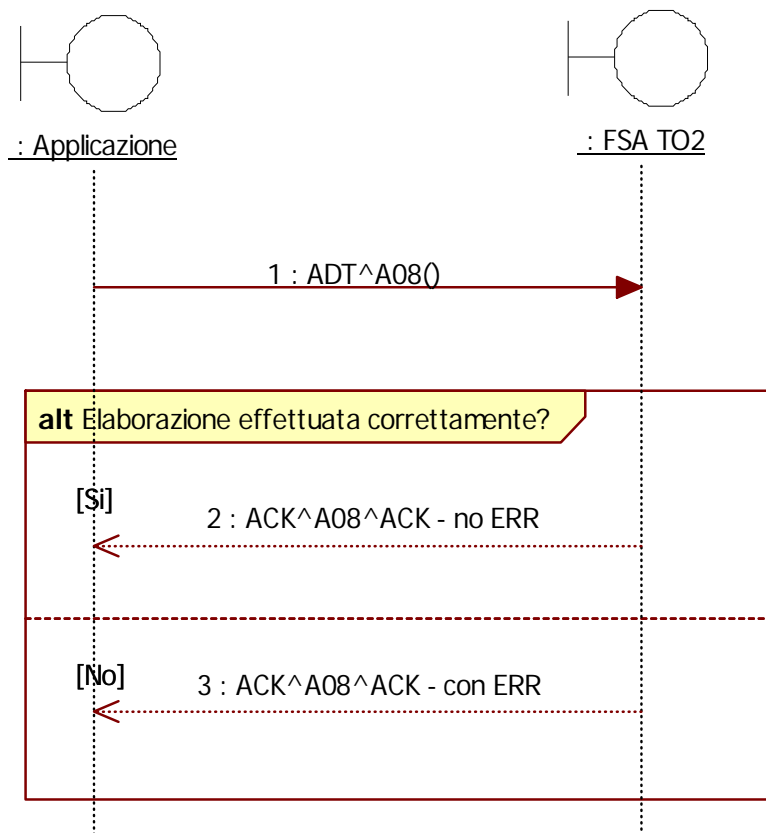 : Applicazione
: FSA TO2
1 : ADT^A08()
alt Elaborazione effettuata correttamente?
[Si]
2 : ACK^A08^ACK - no ERR
[No]
3 : ACK^A08^ACK - con ERR